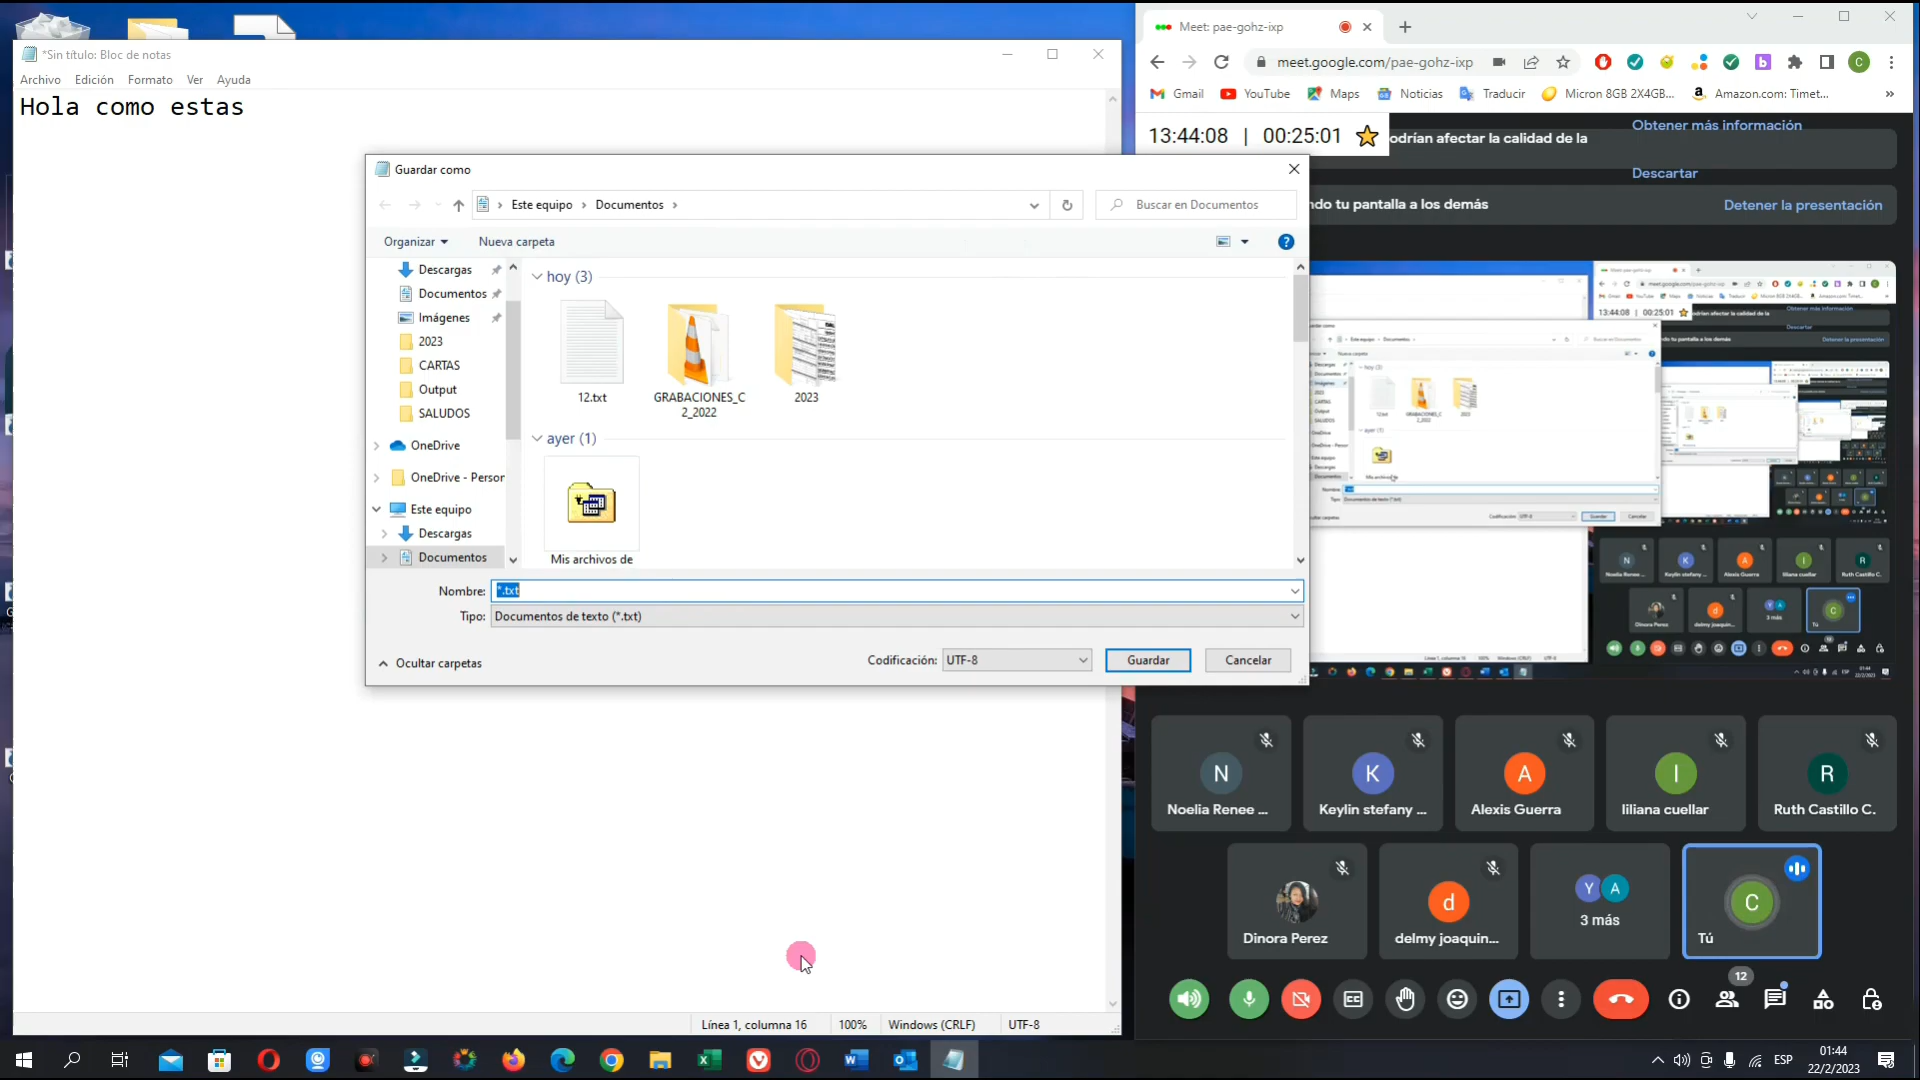 *Sin título: Bloc de notas
Archivo Edición Formato Ver Ayuda
Hola como estas
Guardar como
Este equipo > Documentos >
Buscar en Documentos
Organizar
Nueva carpeta
Descargas
Documentos
Imágenes
2023
CARTAS
Output
SALUDOS
OneDrive
OneDrive - Person
Este equipo
Descargas
Documentos
hoy (3)
12.txt
GRABACIONES_C
2_2022
2023
ayer (1)
Mis archivos de
Nombre: *.txt
Tipo: Documentos de texto (*.txt)
Ocultar carpetas
Codificación: UTF-8
Guardar
Cancelar
Línea 1, columna 16
100%
Windows (CRLF)
UTF-8
Meet: pae-gohz-ixp
meet.google.com/pae-gohz-ixp
C
Gmail
YouTube
Maps
Noticias
Traducir
Micron 8GB 2X4GB...
Amazon.com: Timet...
»
13:44:08 | 00:25:01
Obtener más información
odrían afectar la calidad de la
Descartar
ndo tu pantalla a los demás
Detener la presentación
N
Noelia Renee ...
K
Keylin stefany ...
A
Alexis Guerra
l
liliana cuellar
R
Ruth Castillo C.
Dinora Perez
d
delmy joaquin...
Y A
3 más
C
Tú
12
ESP
01:44
22/2/2023